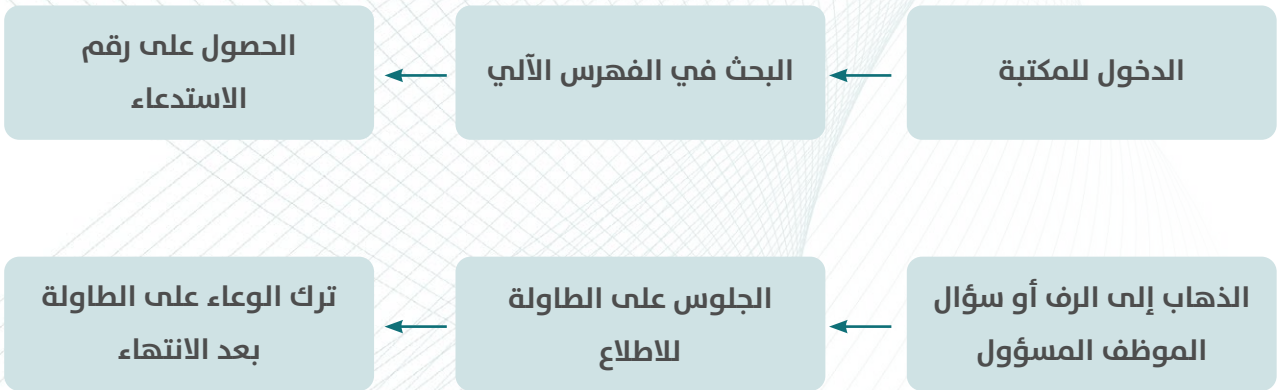 الدخول للمكتبة
البحث في الفهرس الآلي
الحصول على رقم
الاستدعاء
الذهاب إلى الرف أو سؤال
الموظف المسؤول
الجلوس على الطاولة
للاطلاع
ترك الوعاء على الطاولة
بعد الانتهاء